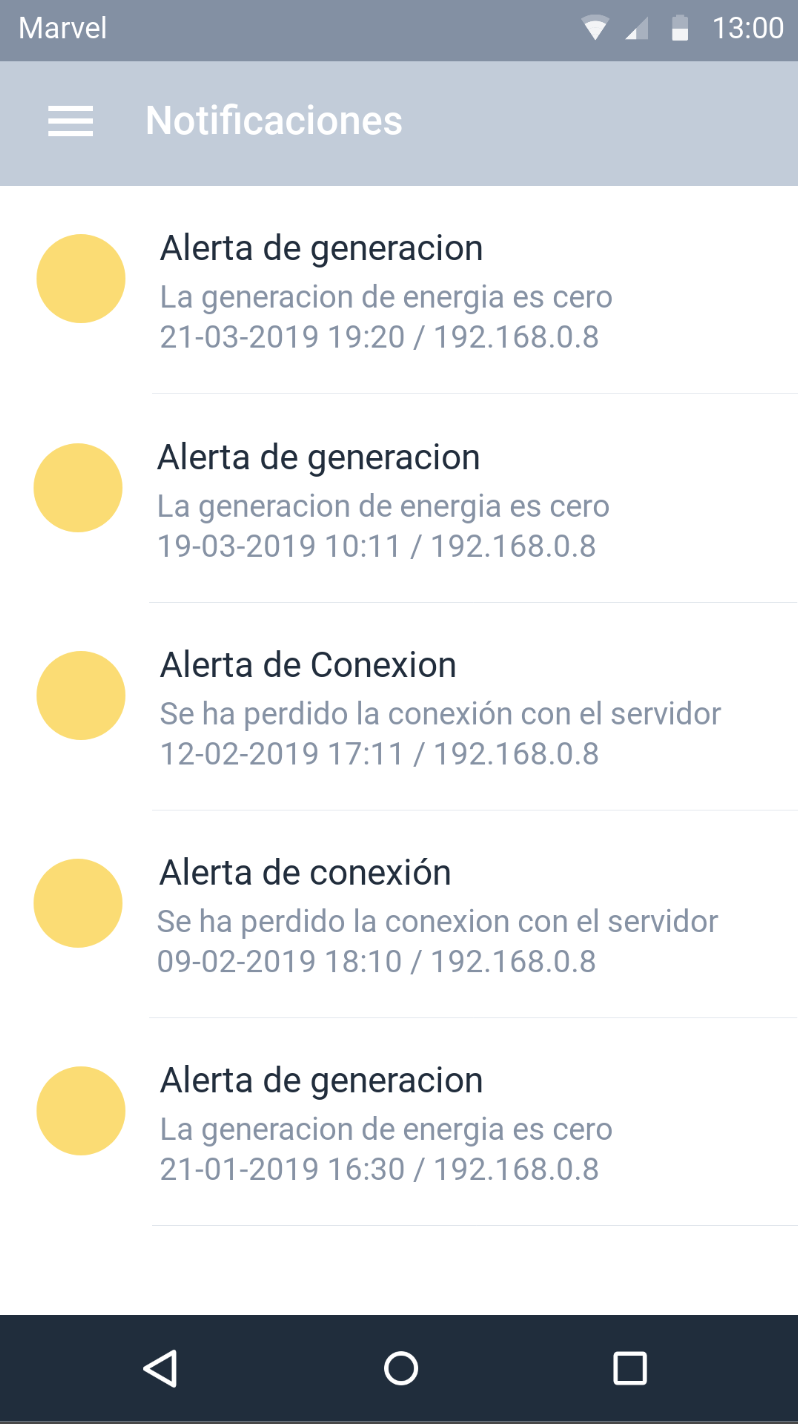 Marvel 13:00
Notificaciones
Alerta de generacion
La generacion de energia es cero
21-03-2019 19:20 / 192.168.0.8
Alerta de generacion
La generacion de energia es cero
19-03-2019 10:11 / 192.168.0.8
Alerta de Conexion
Se ha perdido la conexión con el servidor
12-02-2019 17:11 / 192.168.0.8
Alerta de conexión
Se ha perdido la conexion con el servidor
09-02-2019 18:10 / 192.168.0.8
Alerta de generacion
La generacion de energia es cero
21-01-2019 16:30 / 192.168.0.8